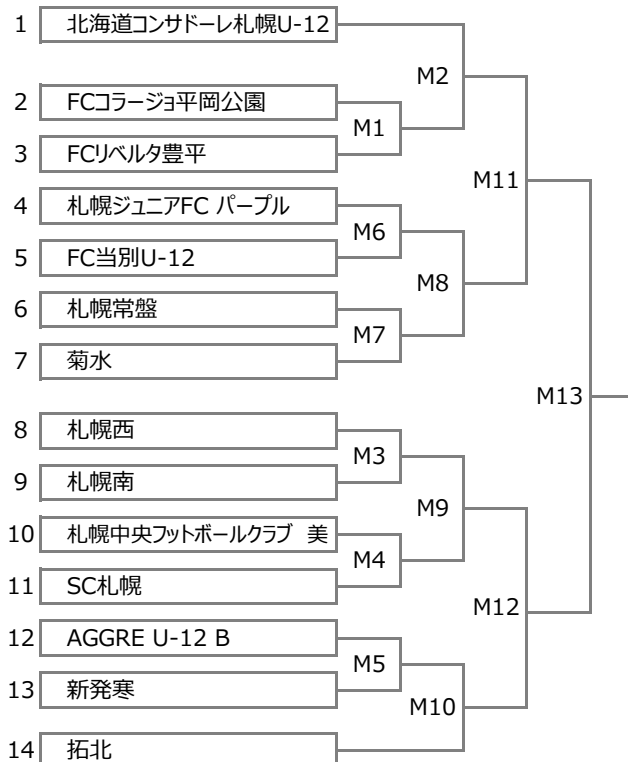 1 北海道コンサドーレ札幌U-12
M2
2 FCコラージョ平岡公園
M1
3 FCリベルタ豊平
M11
4 札幌ジュニアFC パープル
M6
5 FC当別U-12
M8
6 札幌常盤
M7
7 菊水
M13
8 札幌西
M3
9 札幌南
M9
10 札幌中央フットボールクラブ 美
M4
11 SC札幌
M12
12 AGGRE U-12 B
M5
13 新発寒
M10
14 拓北